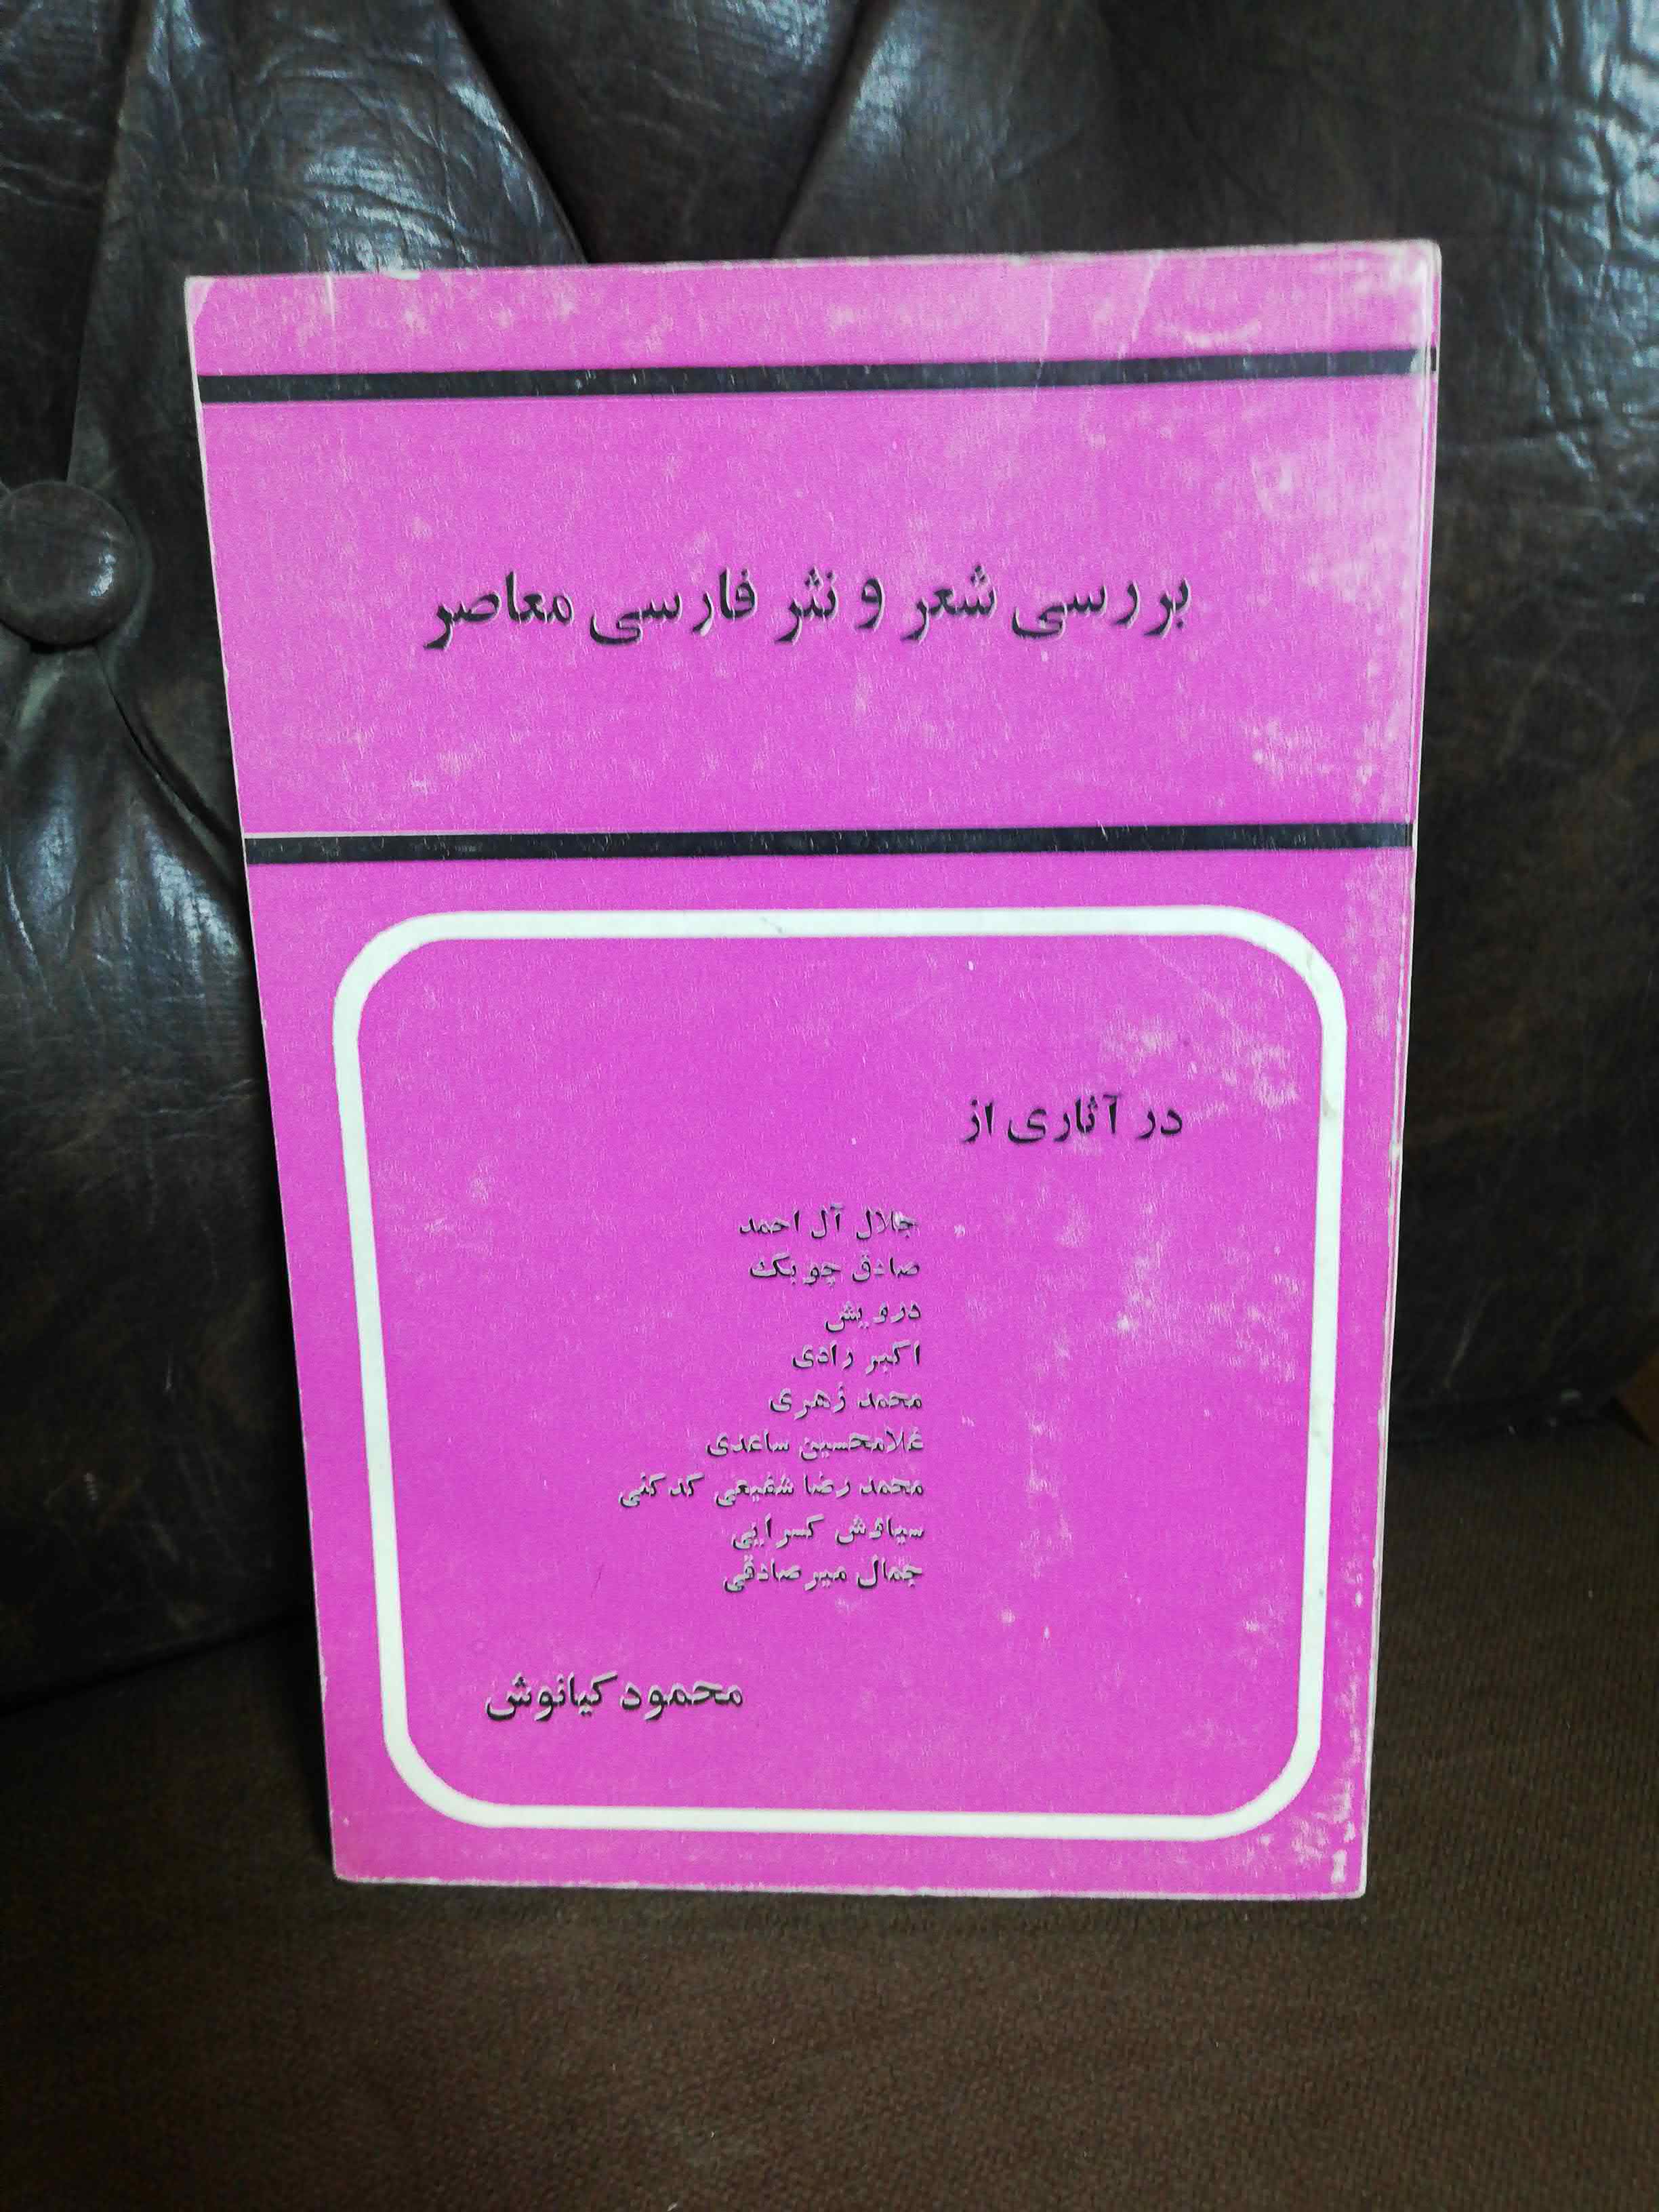 بررسی شعر و نثر فارسی معاصر
در آثاری از
جلال آل احمد
صادق چوبک
درویش
اکبر رادی
محمد زهری
غلامحسین ساعدی
محمد رضا شفیعی کدکنی
سیاوش کسرایی
جمال میرصادقی
محمود کیانوش